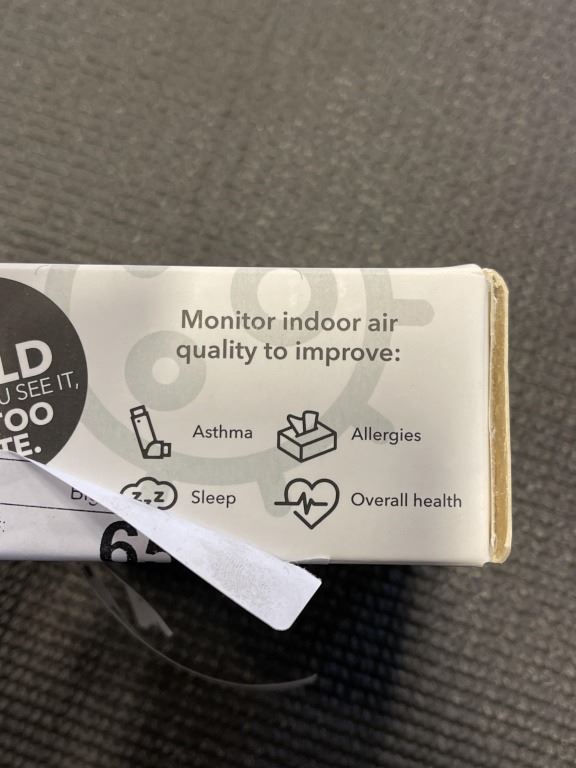 Monitor indoor air
quality to improve:
LD
U SEE IT,
TOO
TE.
Asthma
Allergies
Sleep
Overall health